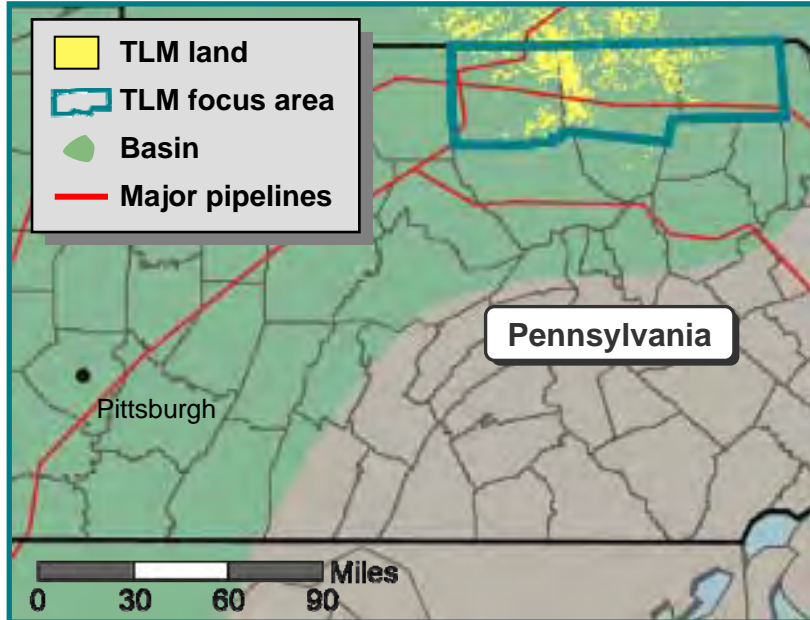 TLM land
TLM focus area
Basin
Major pipelines
Pennsylvania
Pittsburgh
Miles
0 30 60 90